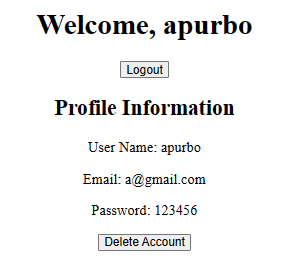 Welcome, apurbo
Logout
Profile Information
User Name: apurbo
Email: a@gmail.com
Password: 123456
Delete Account